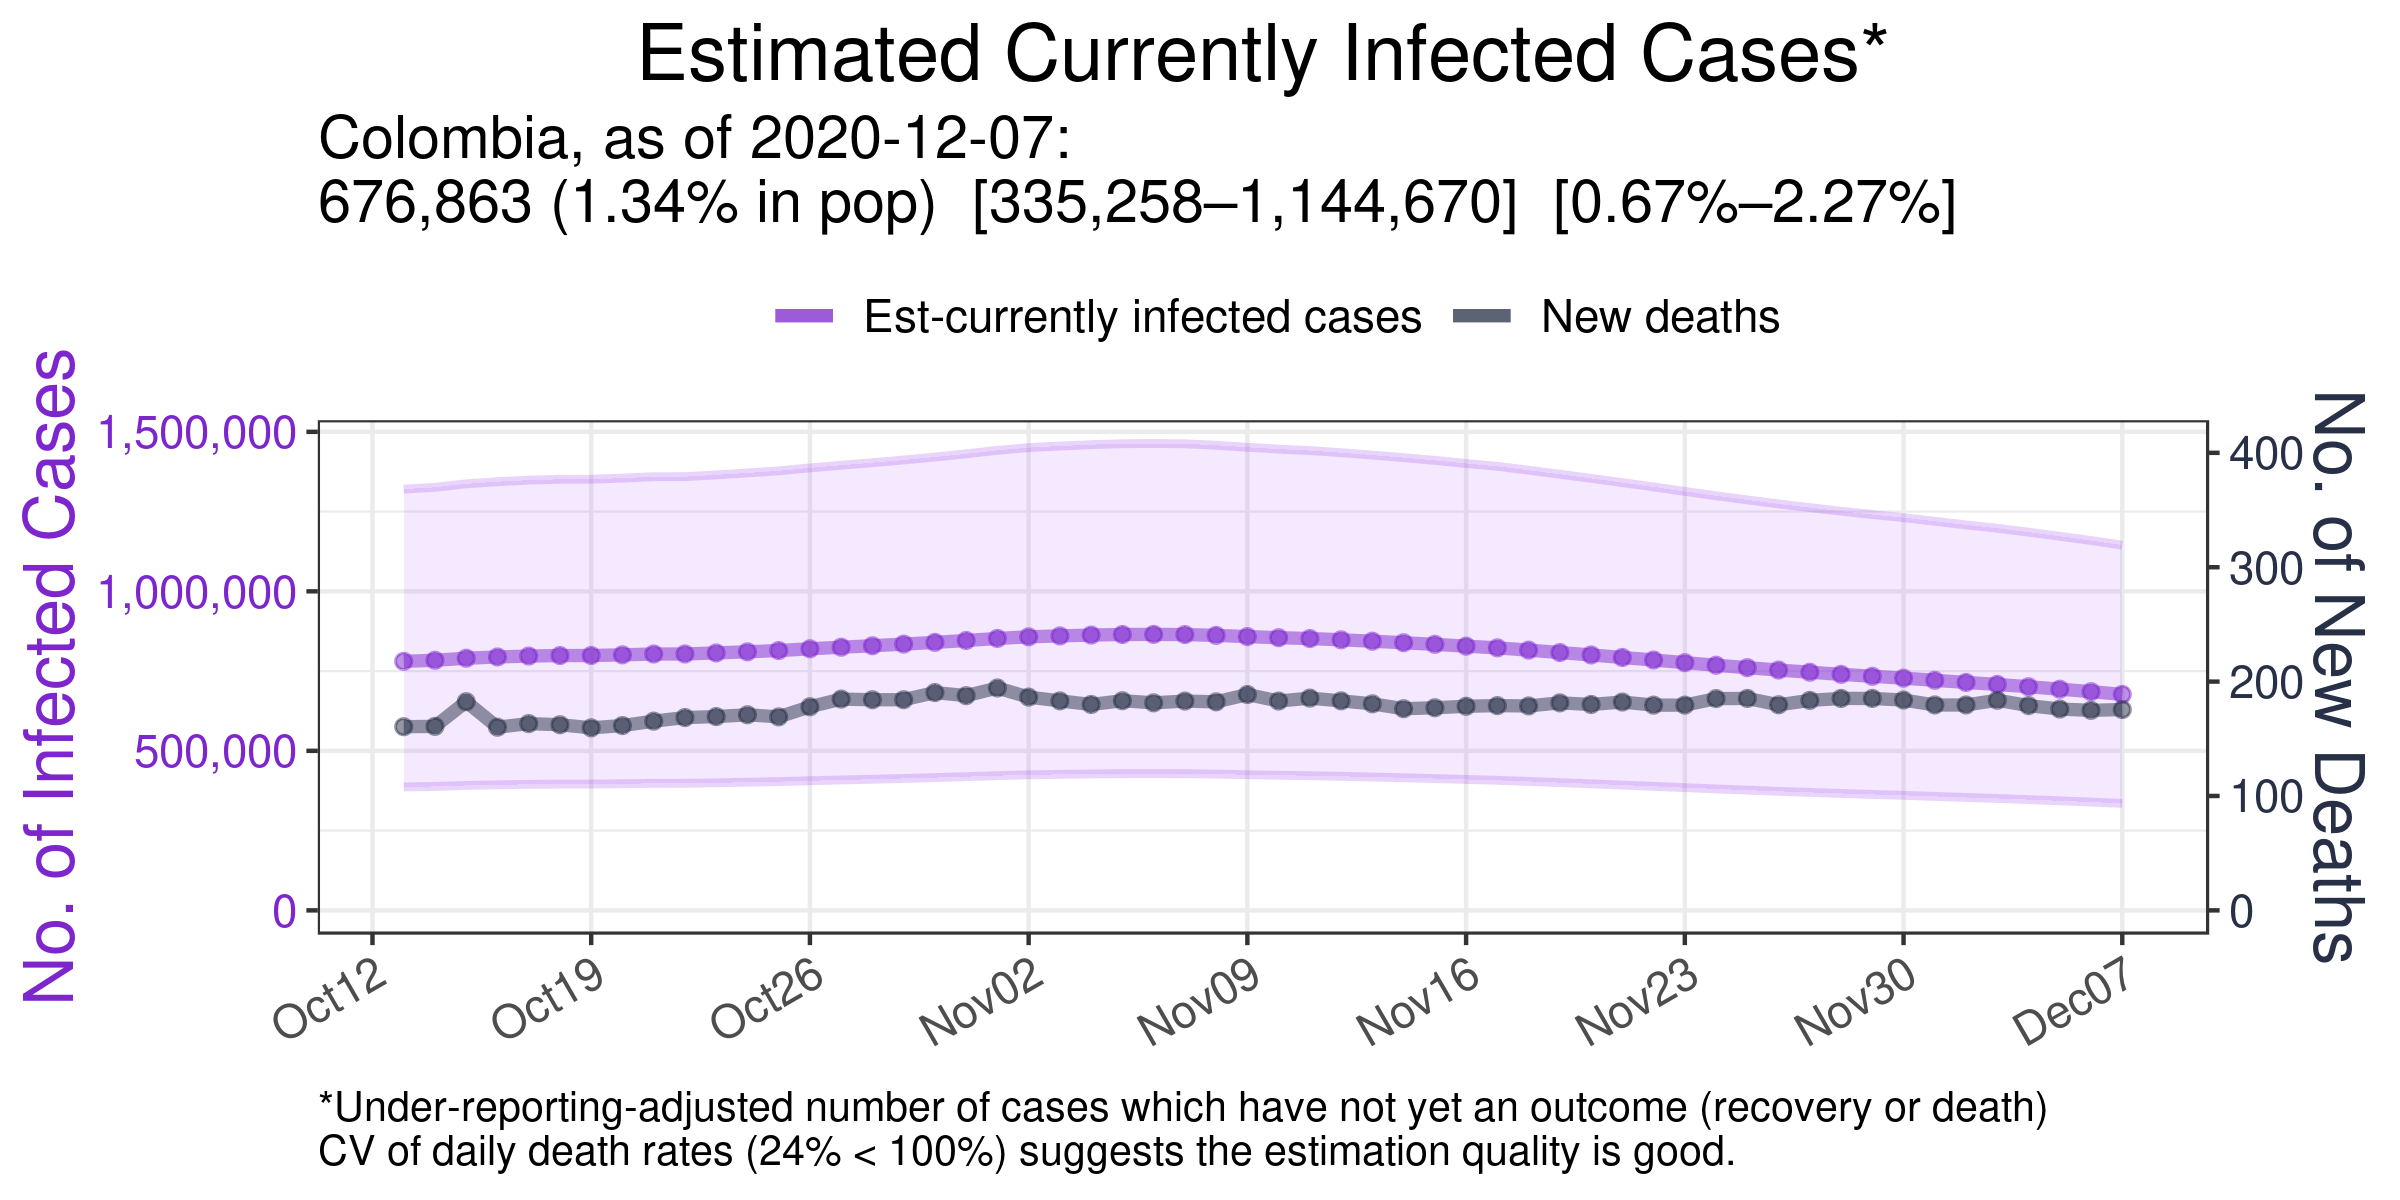 Estimated Currently Infected Cases*
Colombia, as of 2020-12-07:
676,863 (1.34% in pop)  [335,258–1,144,670]  [0.67%–2.27%]
Est-currently infected cases
New deaths
No. of Infected Cases
1,500,000
1,000,000
500,000
0
No. of New Deaths
400
300
200
100
0
Oct12
Oct19
Oct26
Nov02
Nov09
Nov16
Nov23
Nov30
Dec07
*Under-reporting-adjusted number of cases which have not yet an outcome (recovery or death)
CV of daily death rates (24% < 100%) suggests the estimation quality is good.